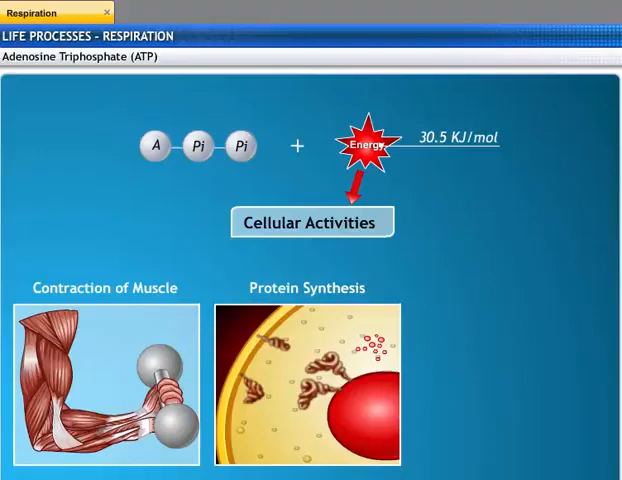 Respiration
LIFE PROCESSES - RESPIRATION
Adenosine Triphosphate (ATP)
A Pi Pi + Energy 30.5 KJ/mol
Cellular Activities
Contraction of Muscle Protein Synthesis